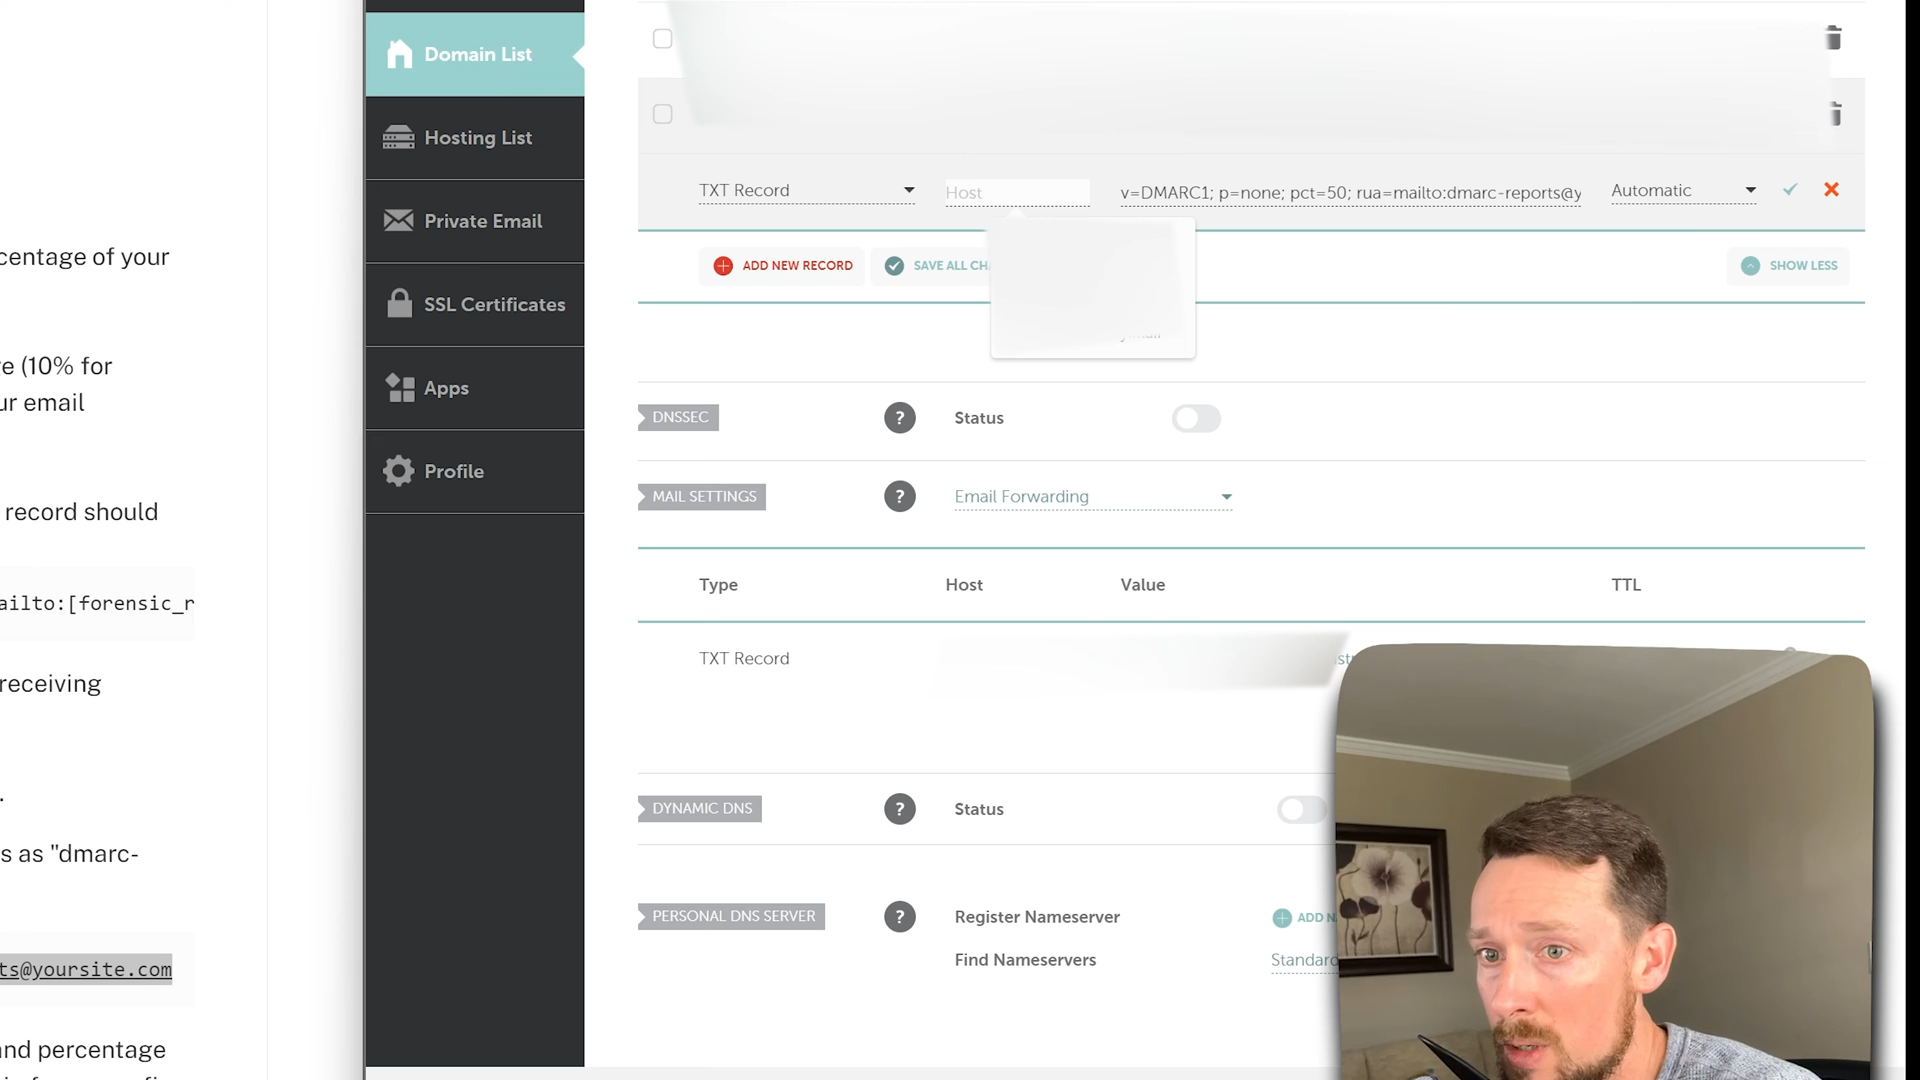 centage of your
e (10% for
ur email
record should
ailto:[forensic_r
receiving
.
s as "dmarc-
ts@yoursite.com
and percentage
Domain List
Hosting List
Private Email
SSL Certificates
Apps
Profile
TXT Record Host v=DMARC1; p=none; pct=50; rua=mailto:dmarc-reports@y Automatic
ADD NEW RECORD SAVE ALL CHA SHOW LESS
DNSSEC ? Status
MAIL SETTINGS ? Email Forwarding
Type Host Value TTL
TXT Record
DYNAMIC DNS ? Status
PERSONAL DNS SERVER ? Register Nameserver ADD N
Find Nameservers Standard